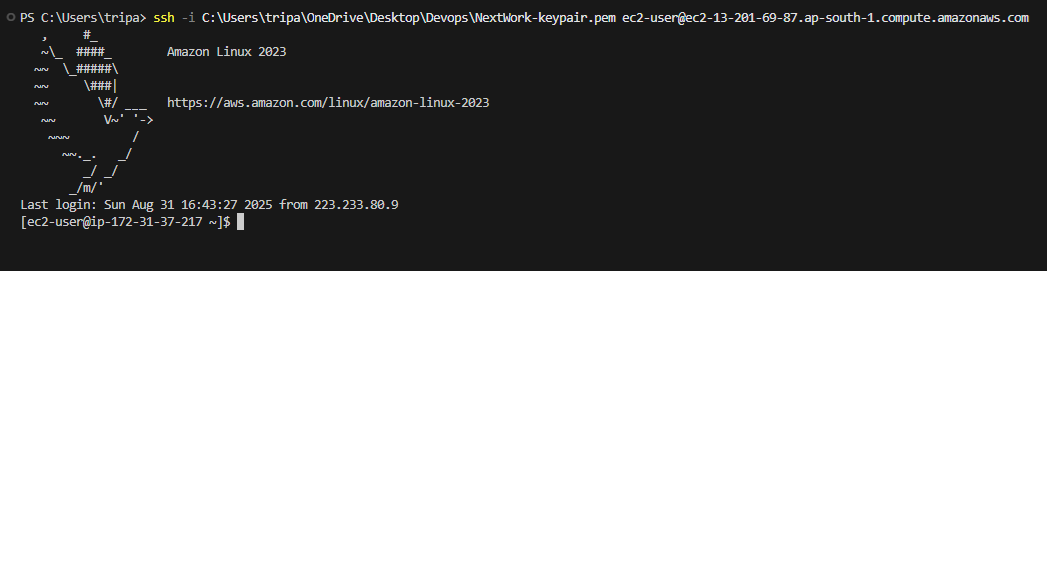 PS C:\Users\tripa> ssh -i C:\Users\tripa\OneDrive\Desktop\Devops\NextWork-keypair.pem ec2-user@ec2-13-201-69-87.ap-south-1.compute.amazonaws.com
   ,     #_
   ~\_  ####_        Amazon Linux 2023
  ~~  \_#####\
  ~~     \###|
  ~~       \#/ ___   https://aws.amazon.com/linux/amazon-linux-2023
   ~~       V~' '->
    ~~~         /
      ~~._.   _/
         _/ _/
       _/m/'
Last login: Sun Aug 31 16:43:27 2025 from 223.233.80.9
[ec2-user@ip-172-31-37-217 ~]$